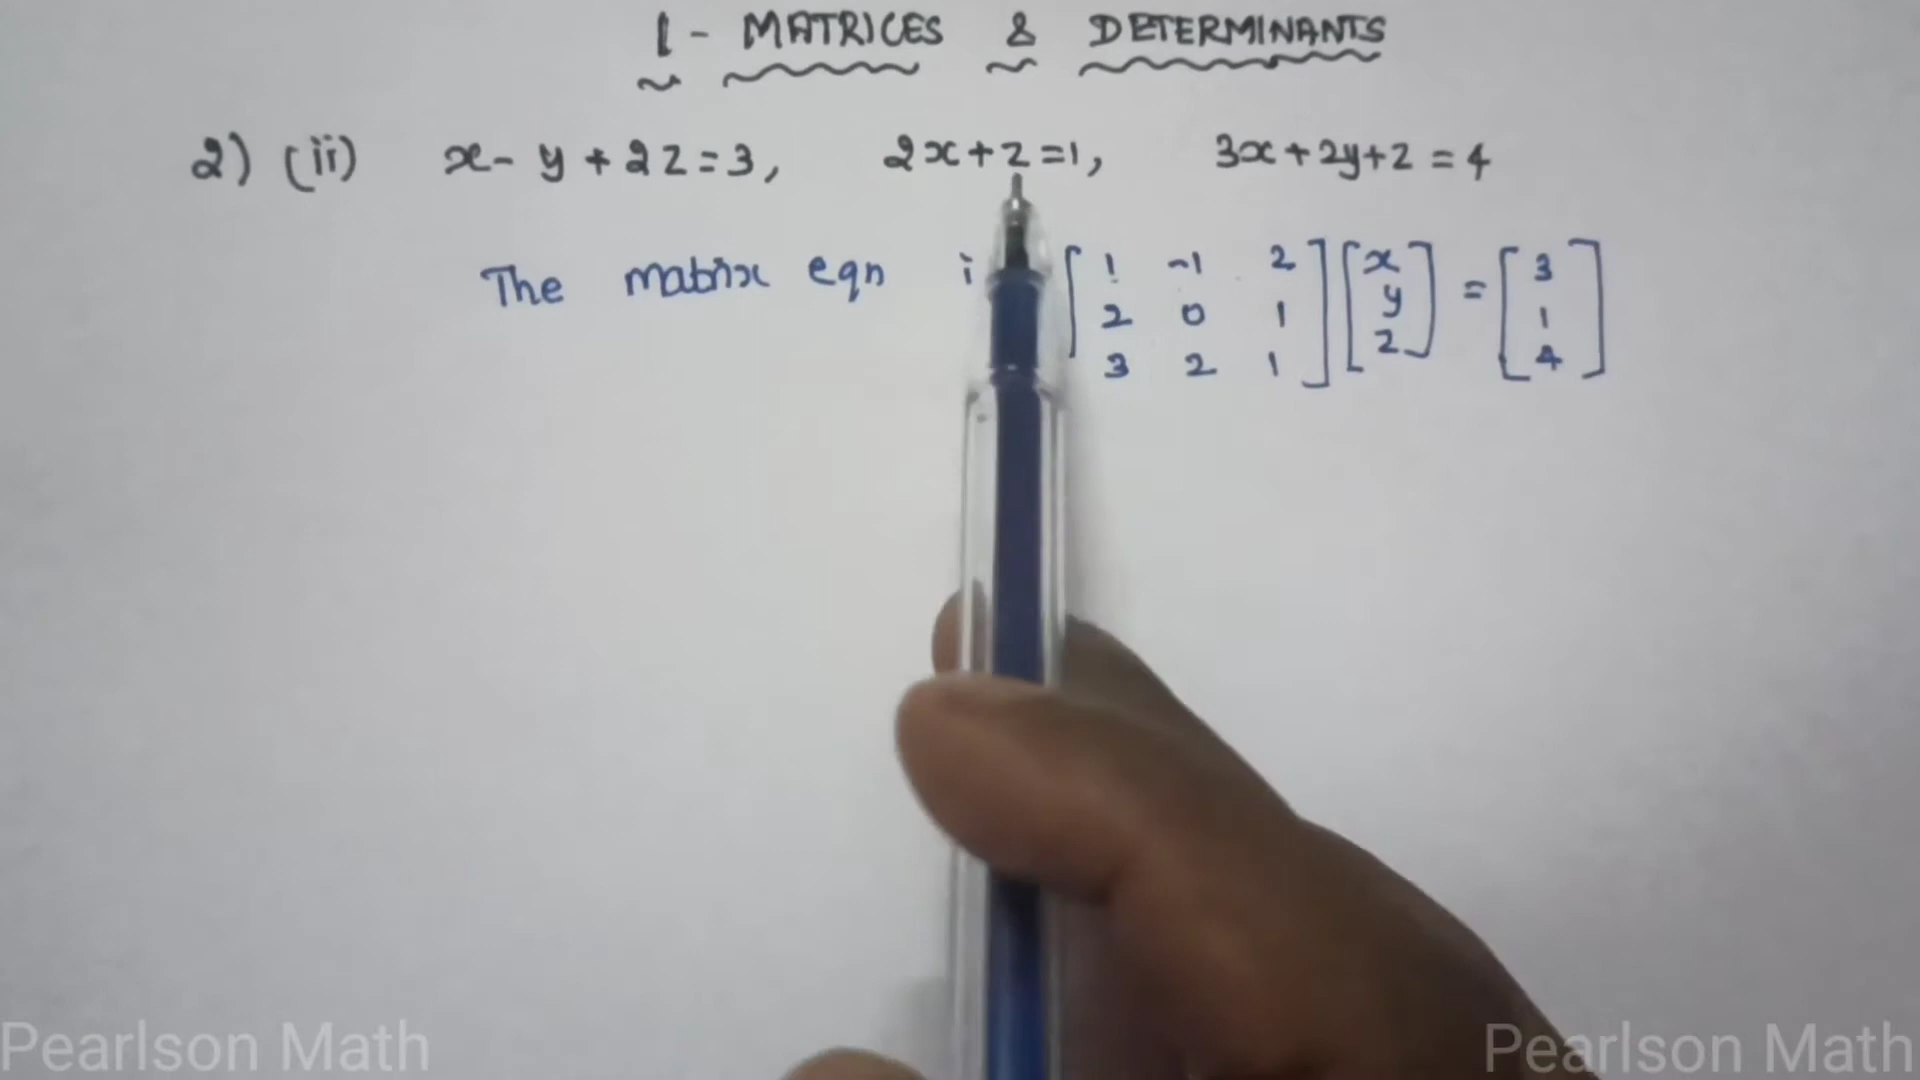 1 - MATRICES & DETERMINANTS
2) (ii) x - y + 2z = 3, 2x + z = 1, 3x + 2y + z = 4
The matrix eqn i [ 1 -1 2 ] [ x ] = [ 3 ]
[ 2 0 1 ] [ y ] [ 1 ]
[ 3 2 1 ] [ z ] [ 4 ]
Pearlson Math Pearlson Math